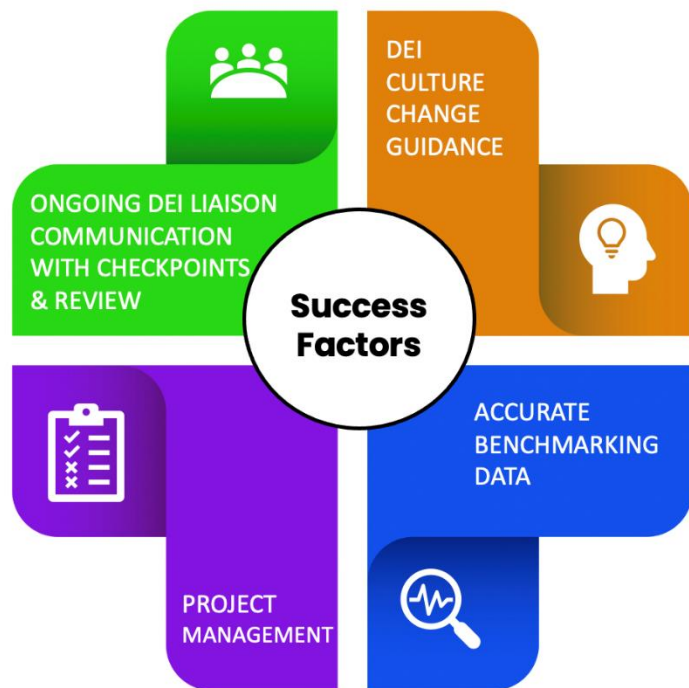 DEI
CULTURE
CHANGE
GUIDANCE
ONGOING DEI LIAISON
COMMUNICATION
WITH CHECKPOINTS
& REVIEW
Success
Factors
ACCURATE
BENCHMARKING
DATA
PROJECT
MANAGEMENT